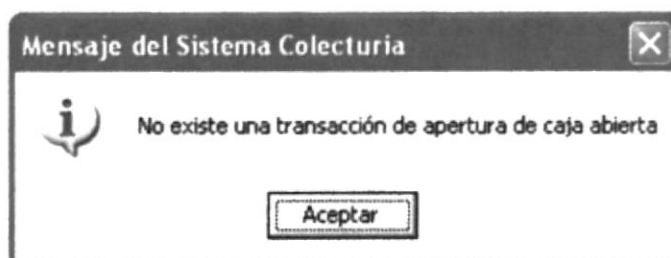 Mensaje del Sistema Colecturia
No existe una transacción de apertura de caja abierta
Aceptar